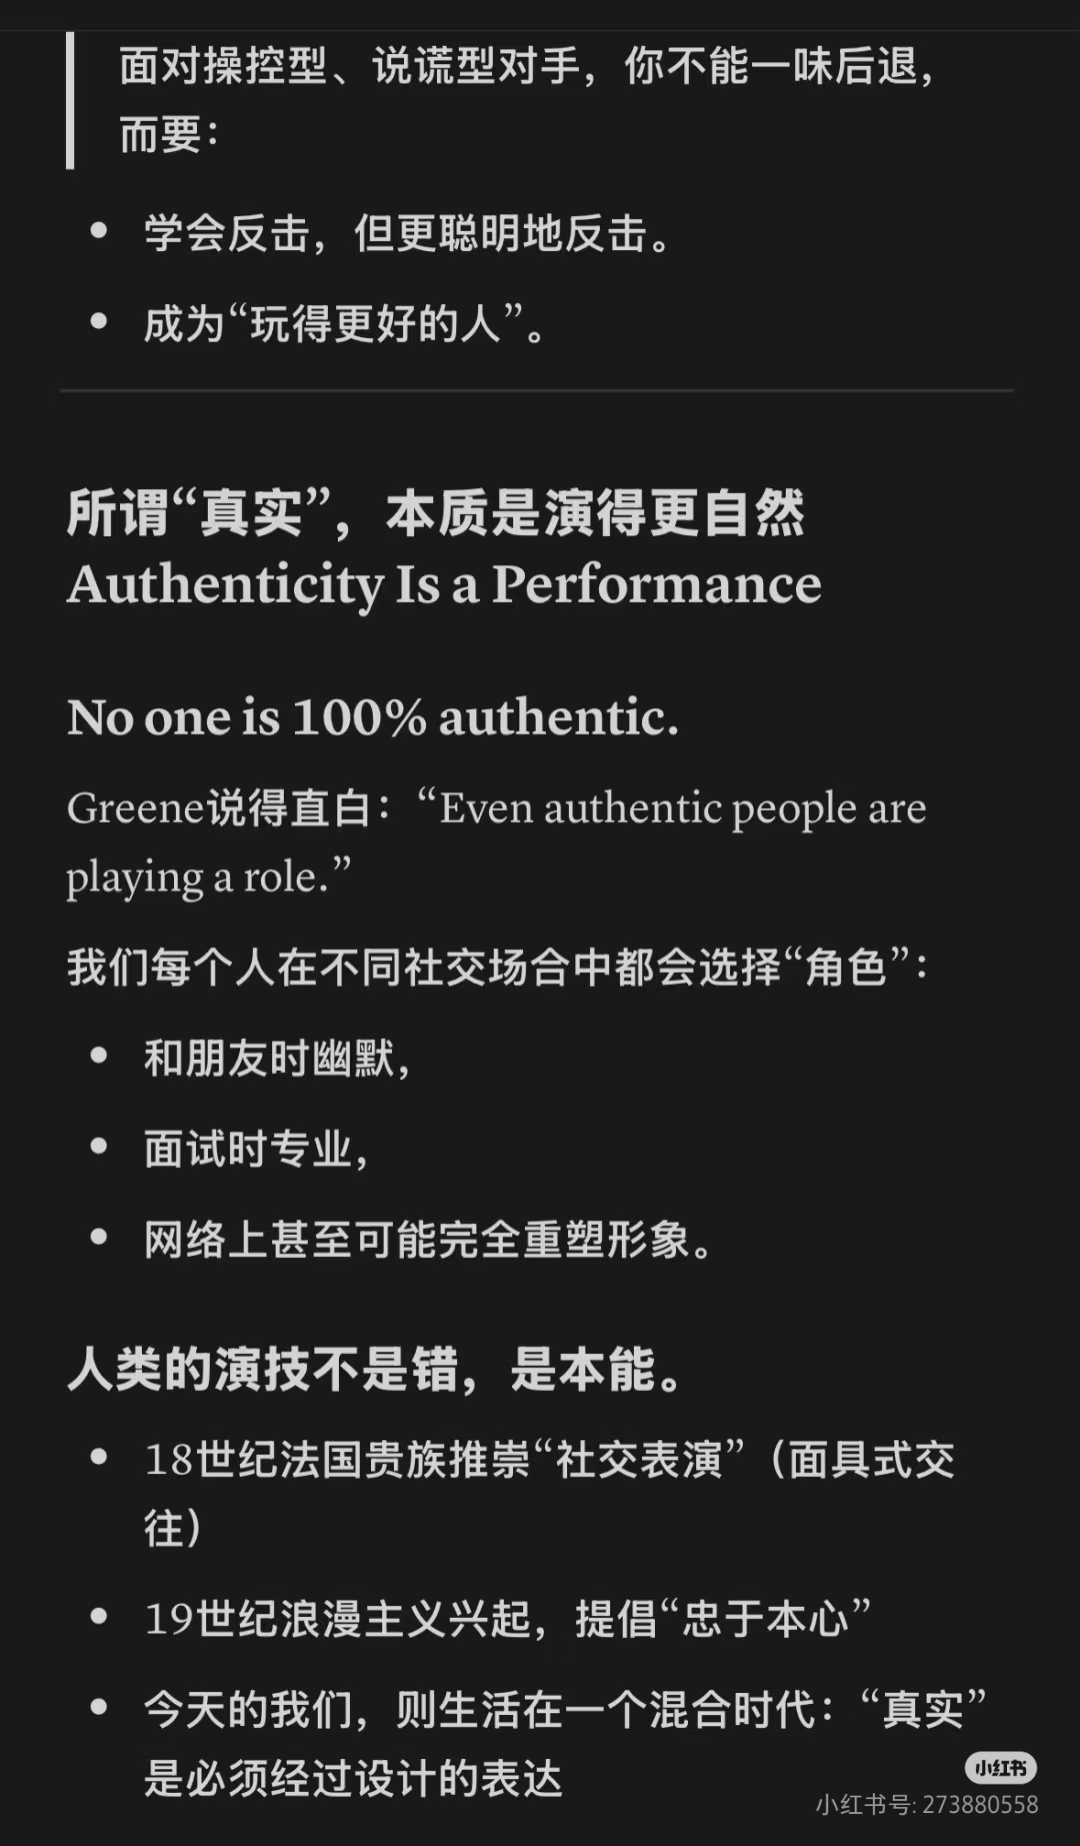 面对操控型、说谎型对手，你不能一味后退，
而要：
• 学会反击，但更聪明地反击。
• 成为“玩得更好的人”。
所谓“真实”，本质是演得更自然
Authenticity Is a Performance
No one is 100% authentic.
Greene说得直白：“Even authentic people are
playing a role.”
我们每个人在不同社交场合中都会选择“角色”：
• 和朋友时幽默，
• 面试时专业，
• 网络上甚至可能完全重塑形象。
人类的演技不是错，是本能。
• 18世纪法国贵族推崇“社交表演”（面具式交
往）
• 19世纪浪漫主义兴起，提倡“忠于本心”
• 今天的我们，则生活在一个混合时代：“真实”
是必须经过设计的表达
小红书
小红书号: 273880558